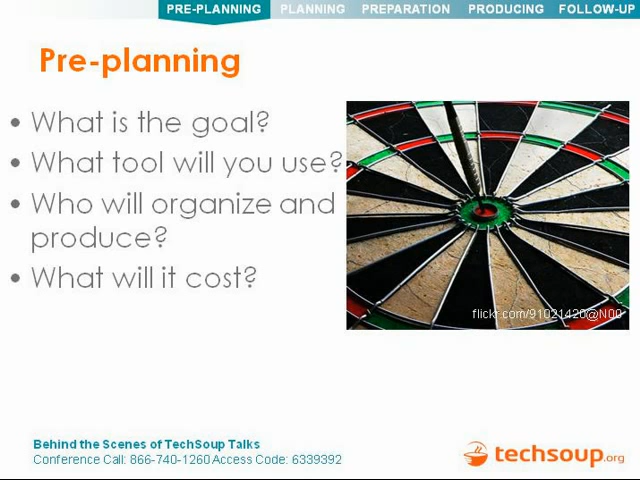 PRE-PLANNING PLANNING PREPARATION PRODUCING FOLLOW-UP
Pre-planning
• What is the goal?
• What tool will you use?
• Who will organize and
produce?
• What will it cost?
flickr.com/91021420@N00
Behind the Scenes of TechSoup Talks
Conference Call: 866-740-1260 Access Code: 6339392
techsoup.org